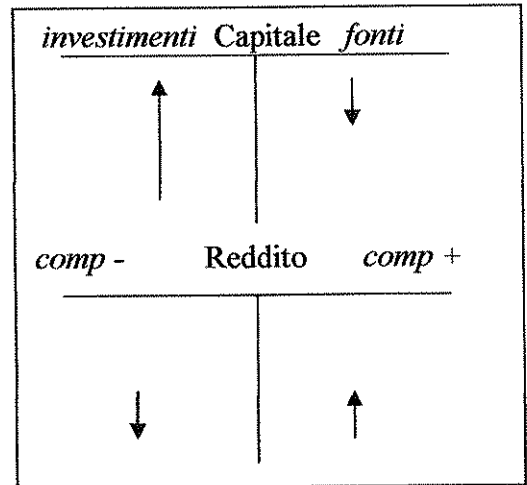 investimenti Capitale fonti
comp - Reddito comp +